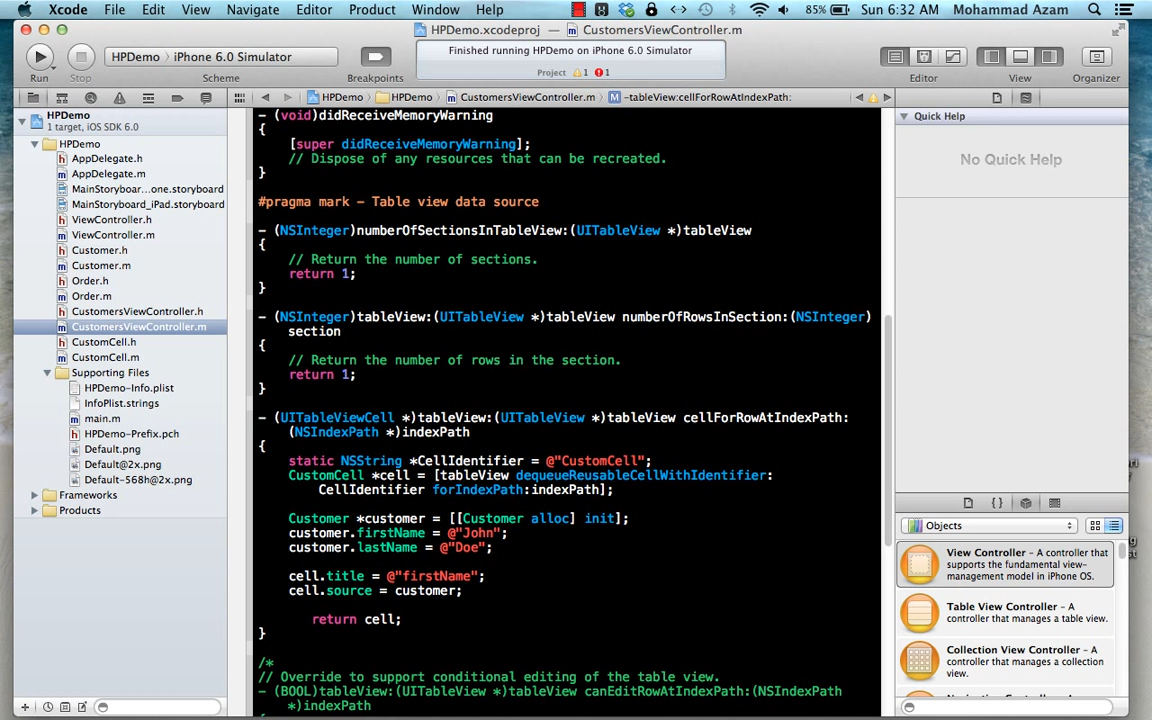 Xcode File Edit View Navigate Editor Product Window Help 85% Sun 6:32 AM Mohammad Azam
HPDemo.xcodeproj — CustomersViewController.m
HPDemo › iPhone 6.0 Simulator
Finished running HPDemo on iPhone 6.0 Simulator
Project 1 1
Run Stop Scheme Breakpoints Editor View Organizer
HPDemo HPDemo CustomersViewController.m -tableView:cellForRowAtIndexPath:
HPDemo
1 target, iOS SDK 6.0
HPDemo
AppDelegate.h
AppDelegate.m
MainStoryboard...one.storyboard
MainStoryboard_iPad.storyboard
ViewController.h
ViewController.m
Customer.h
Customer.m
Order.h
Order.m
CustomersViewController.h
CustomersViewController.m
CustomCell.h
CustomCell.m
Supporting Files
HPDemo-Info.plist
InfoPlist.strings
main.m
HPDemo-Prefix.pch
Default.png
Default@2x.png
Default-568h@2x.png
Frameworks
Products
- (void)didReceiveMemoryWarning
{
[super didReceiveMemoryWarning];
// Dispose of any resources that can be recreated.
}
#pragma mark - Table view data source
- (NSInteger)numberOfSectionsInTableView:(UITableView *)tableView
{
// Return the number of sections.
return 1;
}
- (NSInteger)tableView:(UITableView *)tableView numberOfRowsInSection:(NSInteger)
section
{
// Return the number of rows in the section.
return 1;
}
- (UITableViewCell *)tableView:(UITableView *)tableView cellForRowAtIndexPath:
(NSIndexPath *)indexPath
{
static NSString *CellIdentifier = @"CustomCell";
CustomCell *cell = [tableView dequeueReusableCellWithIdentifier:
CellIdentifier forIndexPath:indexPath];
Customer *customer = [[Customer alloc] init];
customer.firstName = @"John";
customer.lastName = @"Doe";
cell.title = @"firstName";
cell.source = customer;
return cell;
}
/*
// Override to support conditional editing of the table view.
- (BOOL)tableView:(UITableView *)tableView canEditRowAtIndexPath:(NSIndexPath
*)indexPath
Quick Help
No Quick Help
{ }
Objects
View Controller - A controller that
supports the fundamental view-
management model in iPhone OS.
Table View Controller - A
controller that manages a table view.
Collection View Controller - A
controller that manages a collection
view.